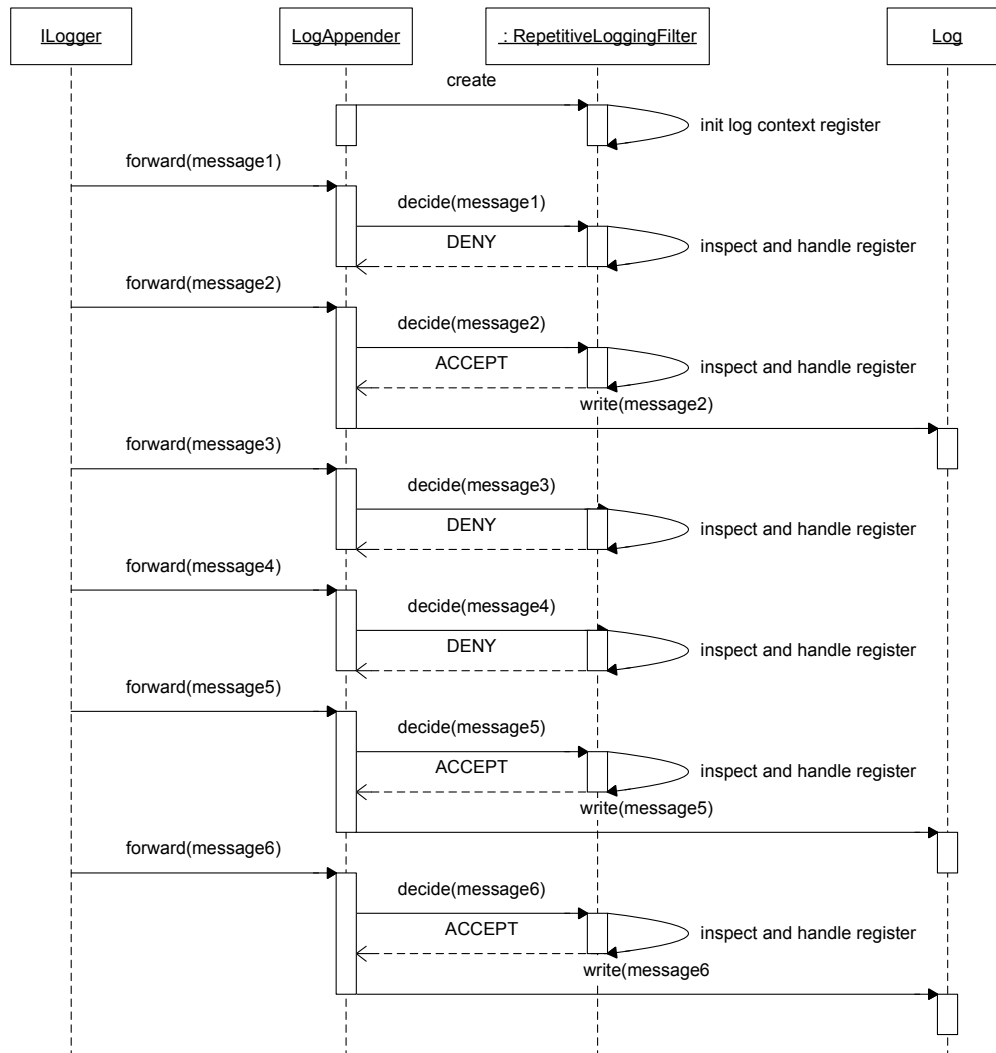 ILogger
LogAppender
: RepetitiveLoggingFilter
Log
create
init log context register
forward(message1)
decide(message1)
DENY
inspect and handle register
forward(message2)
decide(message2)
ACCEPT
inspect and handle register
write(message2)
forward(message3)
decide(message3)
DENY
inspect and handle register
forward(message4)
decide(message4)
DENY
inspect and handle register
forward(message5)
decide(message5)
ACCEPT
inspect and handle register
write(message5)
forward(message6)
decide(message6)
ACCEPT
inspect and handle register
write(message6